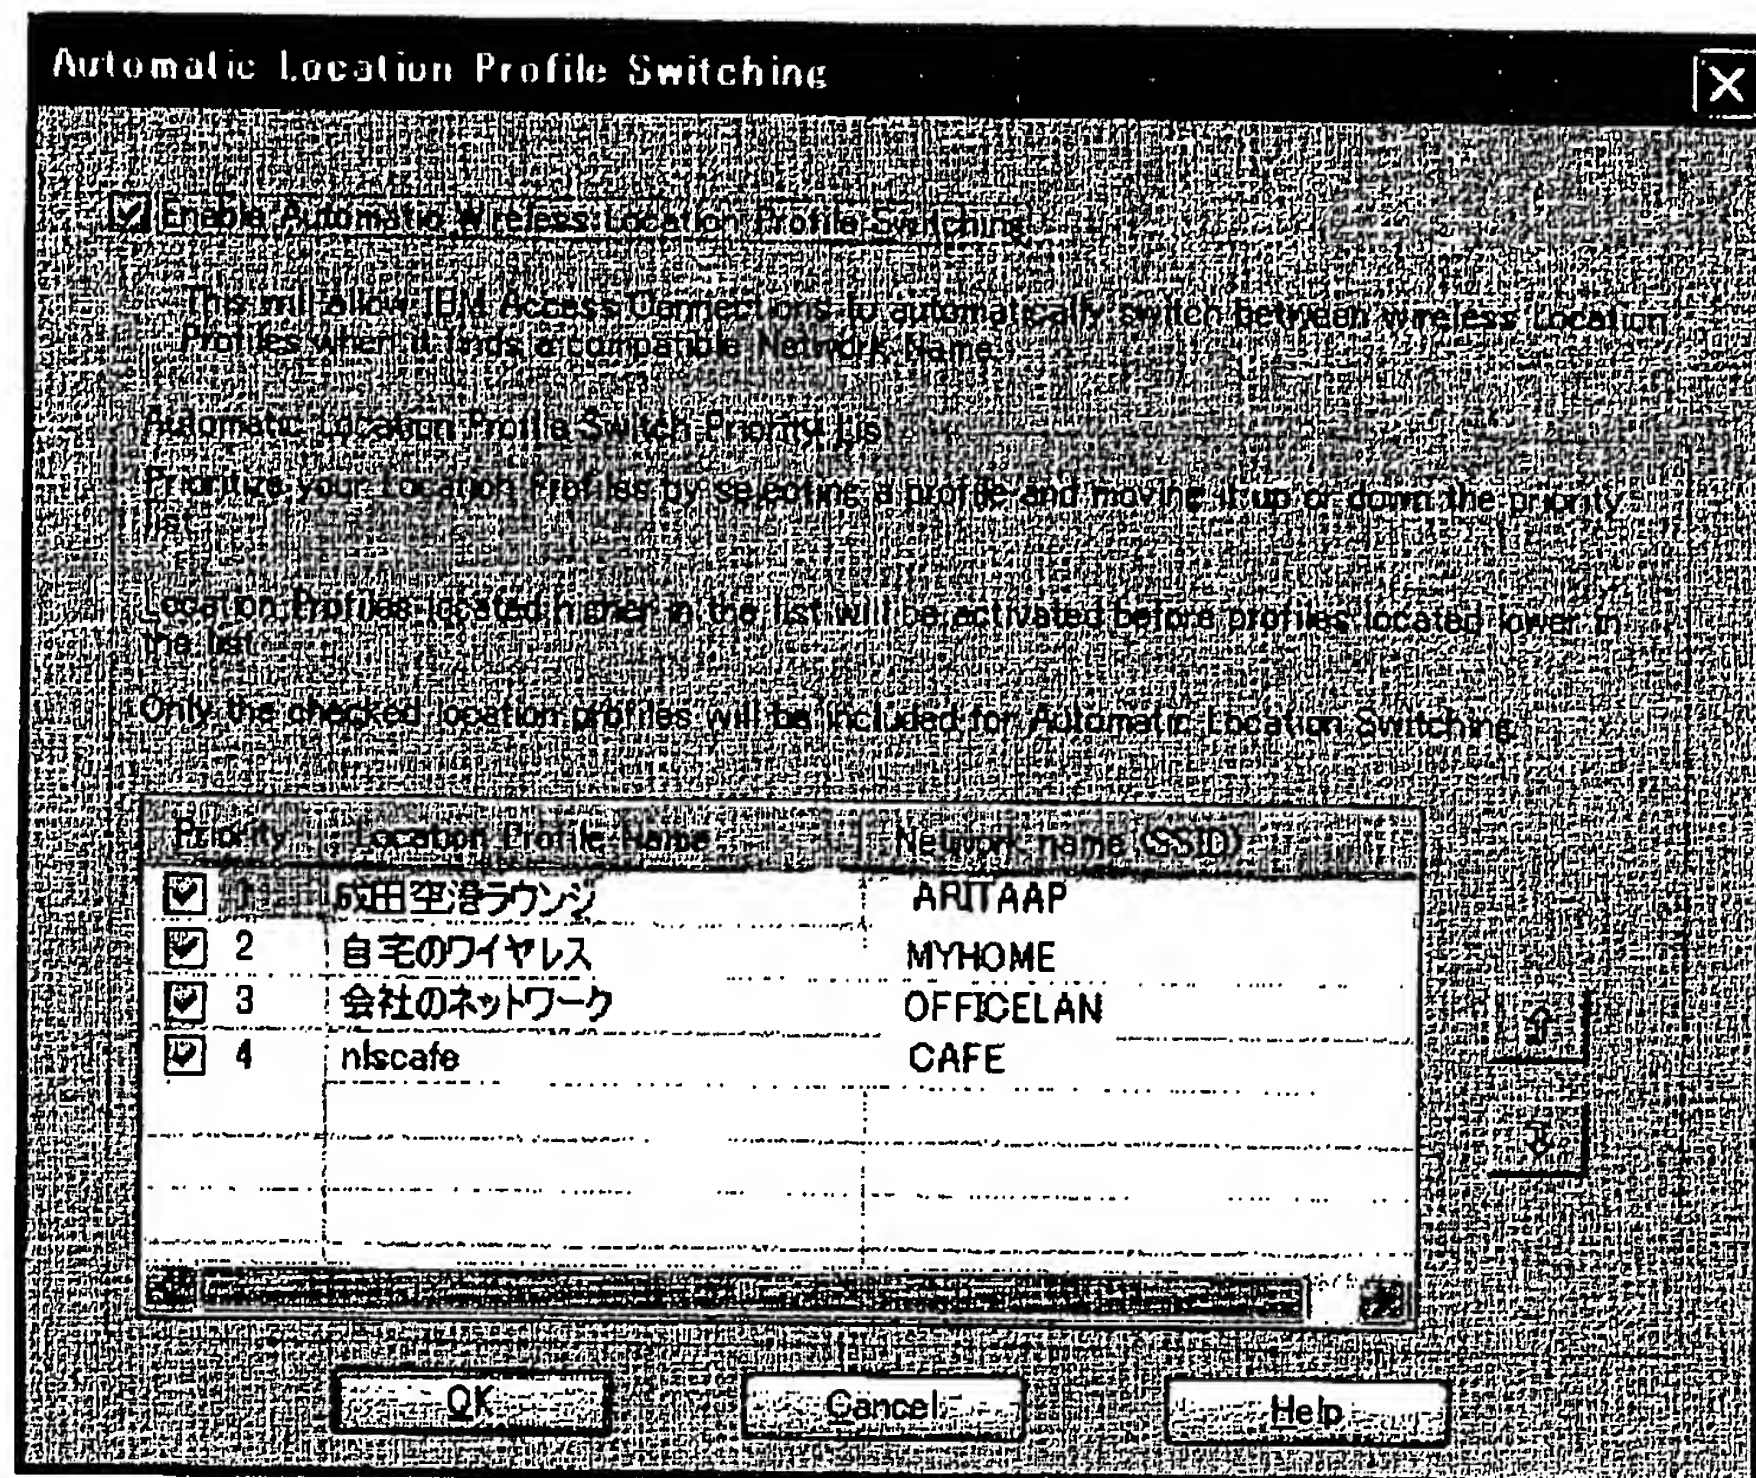 Automatic Location Profile Switching
Enable Automatic Wireless Location Profile Switching
This will allow IBM Access Connections to automatically switch between wireless Location
Profiles when it finds a compatible Network Name.
Automatic Location Profile Switch Priority List
Prioritize your Location Profiles by selecting a profile and moving it up or down the priority
list.
Location Profiles located higher in the list will be activated before profiles located lower in
the list.
Only the checked location profiles will be included for Automatic Location Switching.
Priority Location Profile Name Network name (SSID)
1 成田空港ラウンジ ARITAAP
2 自宅のワイヤレス MYHOME
3 会社のネットワーク OFFICELAN
4 nlscafe CAFE
OK Cancel Help